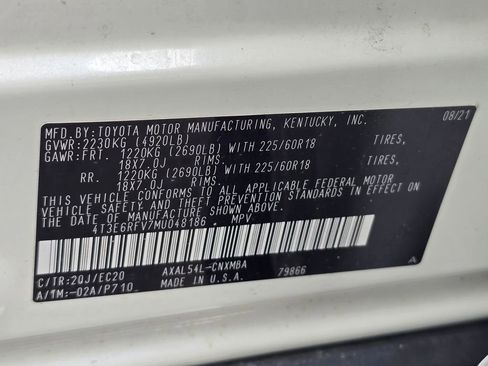 MFD.BY:TOYOTA MOTOR MANUFACTURING, KENTUCKY, INC. 08/21
GVWR:2230KG (4920LB)
GAWR:FRT. 1220KG (2690LB) WITH 225/60R18 TIRES,
18X7.0J RIMS.
RR. 1220KG (2690LB) WITH 225/60R18 TIRES,
18X7.0J RIMS.
THIS VEHICLE CONFORMS TO ALL APPLICABLE FEDERAL MOTOR
VEHICLE SAFETY AND THEFT PREVENTION STANDARDS IN EFFECT ON
THE DATE OF MANUFACTURE SHOWN ABOVE.
4T3E6RFV7MU048186 MPV.
C/TR:2QJ/EC20 AXAL54L-CNXMBA A
A/TM:-02A/P710 MADE IN U.S.A. 79866